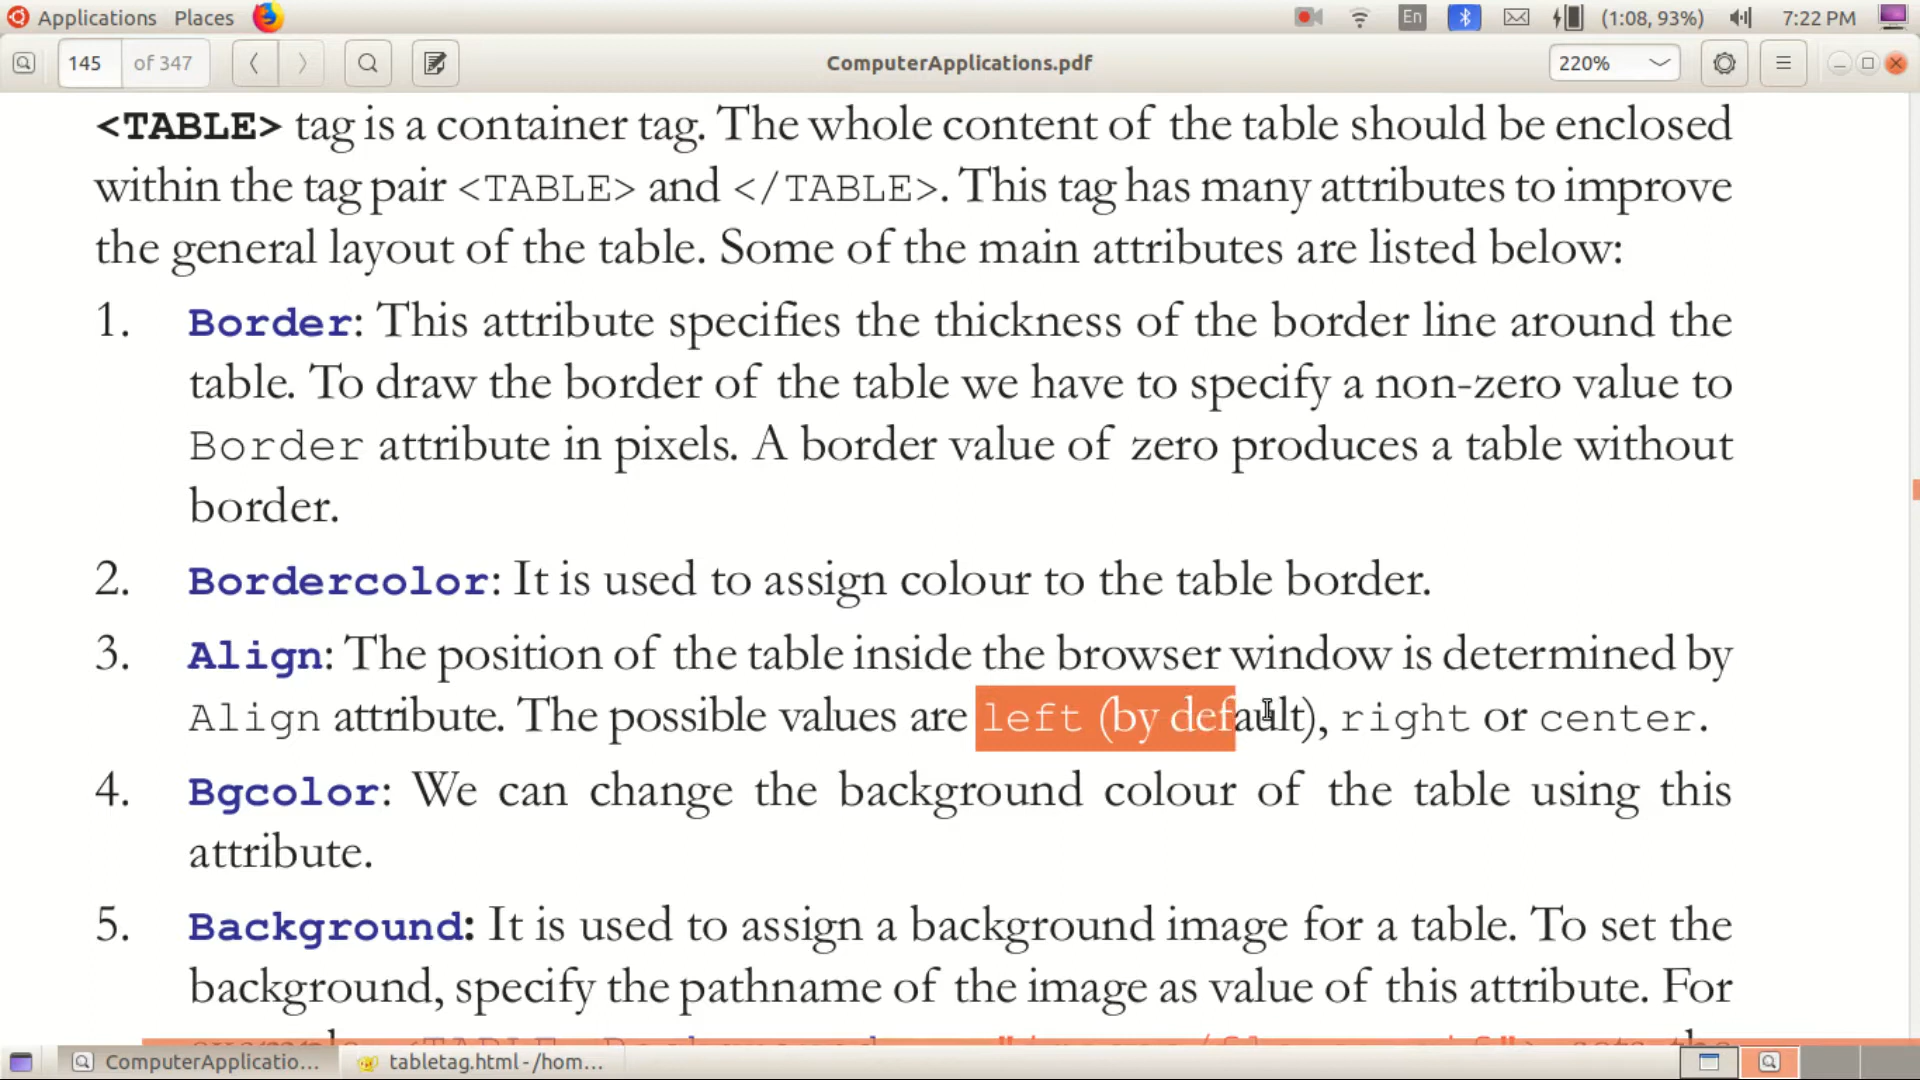 Applications Places En (1:08, 93%) 7:22 PM
145 of 347 ComputerApplications.pdf 220%
<TABLE> tag is a container tag. The whole content of the table should be enclosed
within the tag pair <TABLE> and </TABLE>. This tag has many attributes to improve
the general layout of the table. Some of the main attributes are listed below:
1. Border: This attribute specifies the thickness of the border line around the
table. To draw the border of the table we have to specify a non-zero value to
Border attribute in pixels. A border value of zero produces a table without
border.
2. Bordercolor: It is used to assign colour to the table border.
3. Align: The position of the table inside the browser window is determined by
Align attribute. The possible values are left (by default), right or center.
4. Bgcolor: We can change the background colour of the table using this
attribute.
5. Background: It is used to assign a background image for a table. To set the
background, specify the pathname of the image as value of this attribute. For
ComputerApplicatio... tabletag.html - /hom...